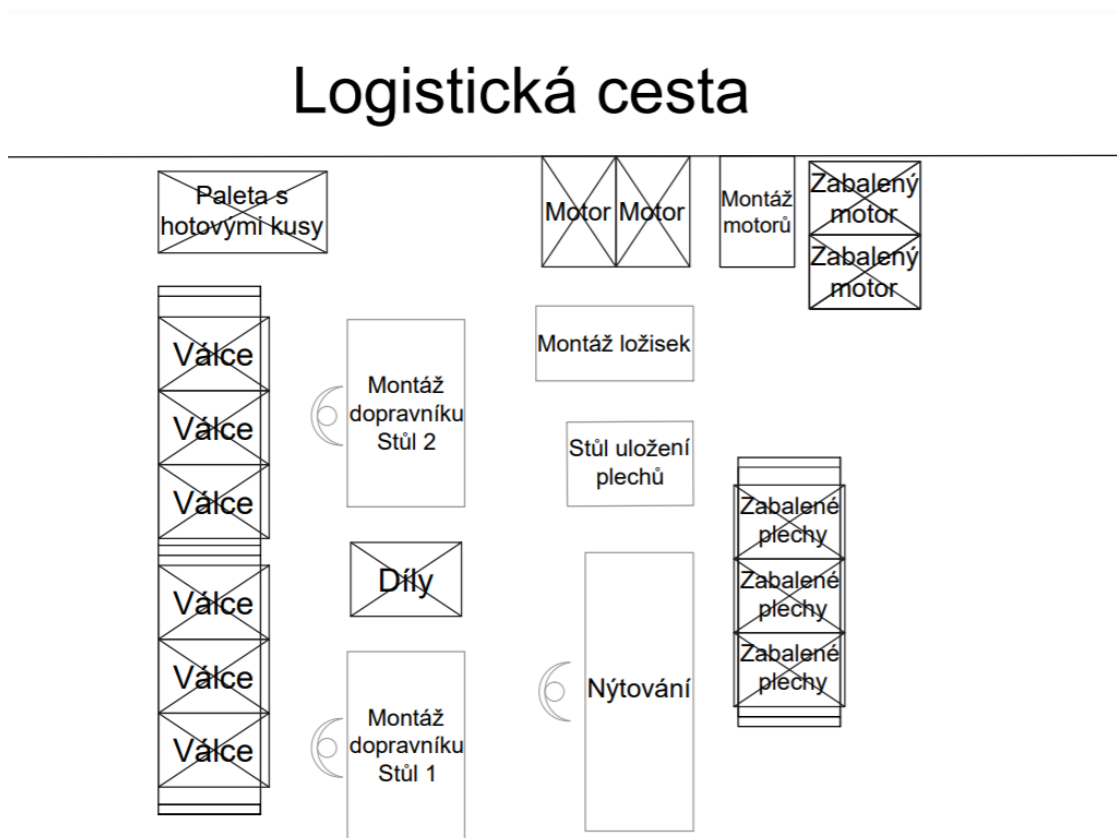 Logistická cesta
Paleta s
hotovými kusy
Motor
Motor
Montáž
motorů
Zabalený
motor
Zabalený
motor
Válce
Válce
Válce
Válce
Válce
Válce
Montáž
dopravníku
Stůl 2
Díly
Montáž
dopravníku
Stůl 1
Montáž ložisek
Stůl uložení
plechů
Nýtování
Zabalené
plechy
Zabalené
plechy
Zabalené
plechy